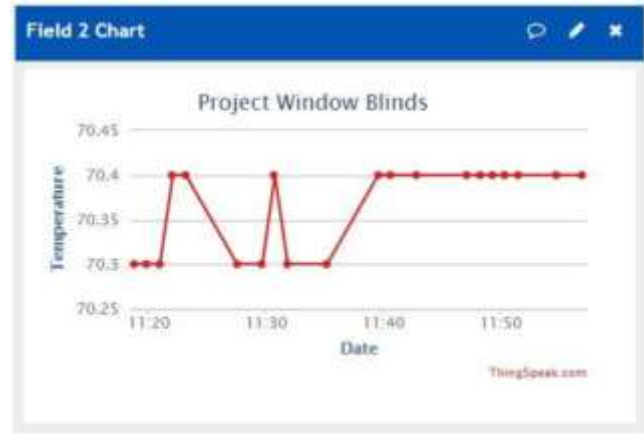 Field 2 Chart
Project Window Blinds
Temperature
70.45
70.4
70.35
70.3
70.25
11:20 11:30 11:40 11:50
Date
ThingSpeak.com